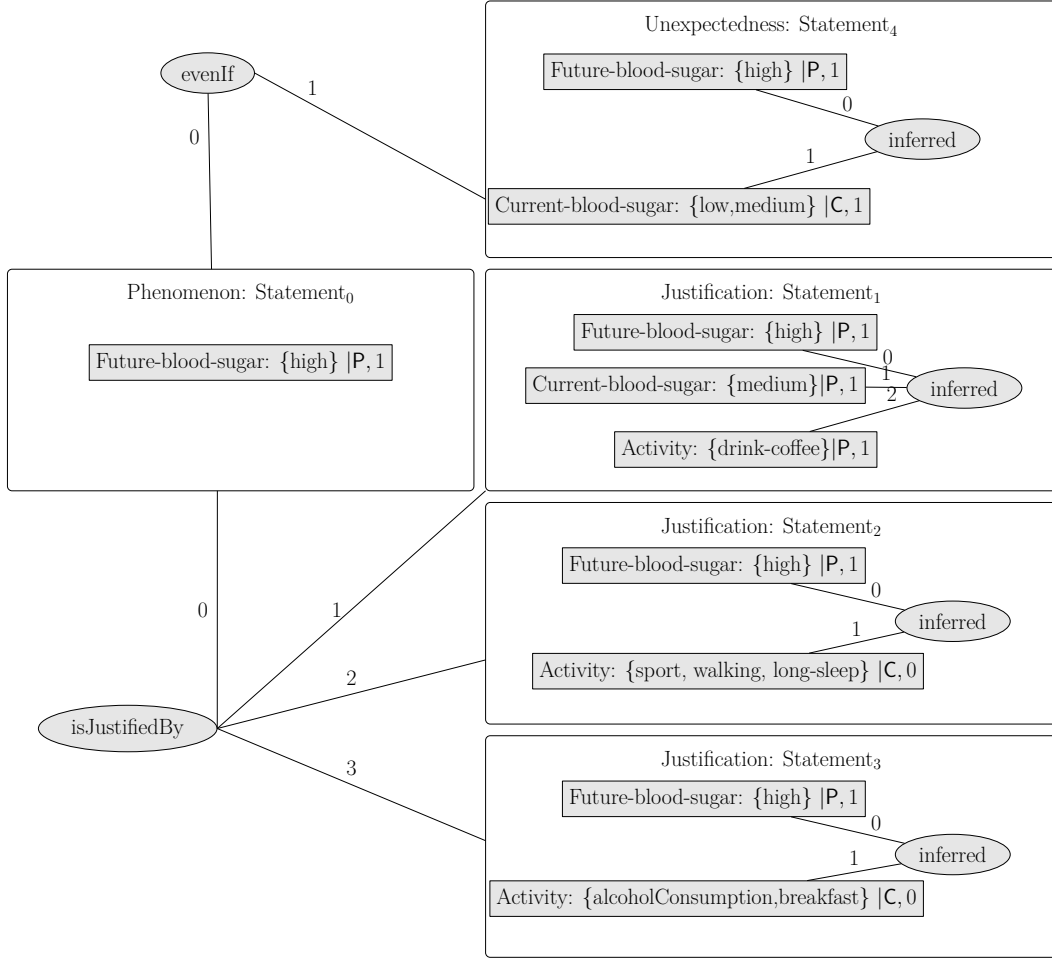 Unexpectedness: Statement₄
Future-blood-sugar: {high} |P, 1
evenIf
1
0
inferred
0
1
Current-blood-sugar: {low,medium} |C, 1
Phenomenon: Statement₀
Future-blood-sugar: {high} |P, 1
Justification: Statement₁
Future-blood-sugar: {high} |P, 1
0
Current-blood-sugar: {medium}|P, 1
1
inferred
2
Activity: {drink-coffee}|P, 1
Justification: Statement₂
Future-blood-sugar: {high} |P, 1
0
inferred
1
Activity: {sport, walking, long-sleep} |C, 0
0
1
2
isJustifiedBy
3
Justification: Statement₃
Future-blood-sugar: {high} |P, 1
0
inferred
1
Activity: {alcoholConsumption,breakfast} |C, 0